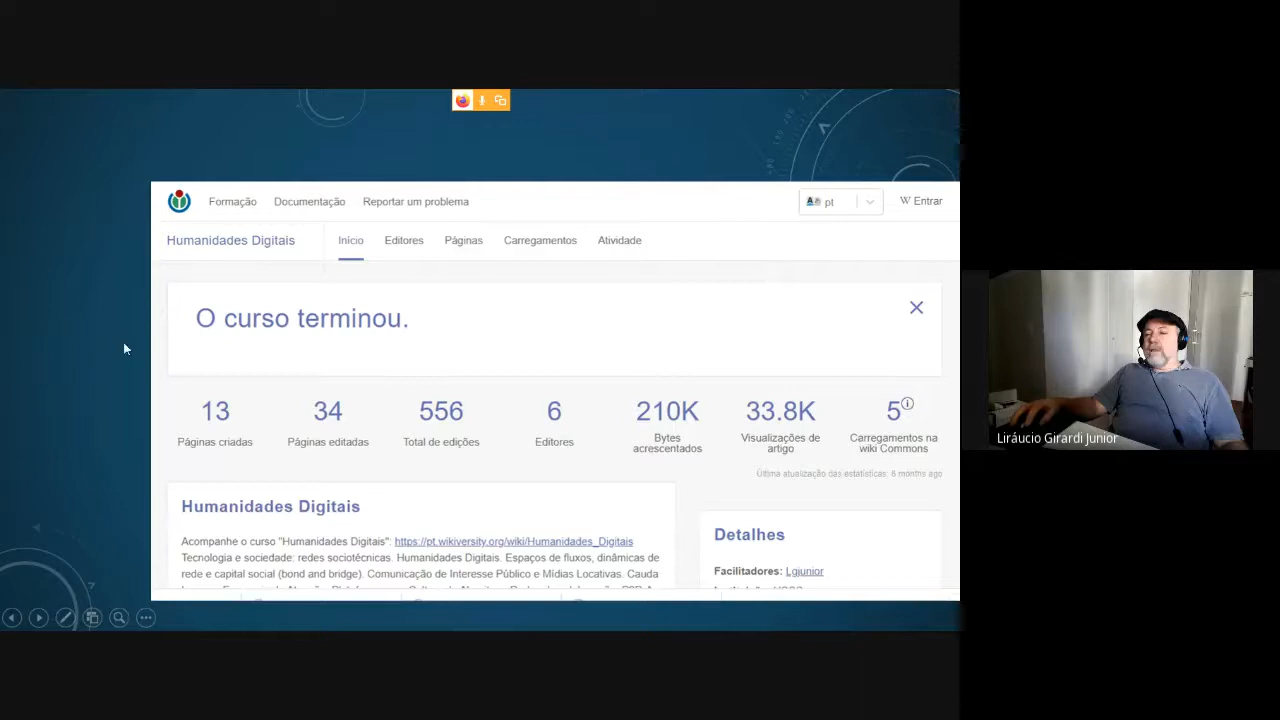 Formação Documentação Reportar um problema
pt
W Entrar
Humanidades Digitais
Início Editores Páginas Carregamentos Atividade
O curso terminou.
13 34 556 6 210K 33.8K 5
Páginas criadas Páginas editadas Total de edições Editores Bytes acrescentados Visualizações de artigo Carregamentos na wiki Commons
Última atualização das estatísticas: 6 months ago
Humanidades Digitais
Acompanhe o curso "Humanidades Digitais": https://pt.wikiversity.org/wiki/Humanidades_Digitais
Tecnologia e sociedade: redes sociotécnicas. Humanidades Digitais. Espaços de fluxos, dinâmicas de
rede e capital social (bond and bridge). Comunicação de Interesse Público e Mídias Locativas. Cauda
Detalhes
Facilitadores: Lgjunior
Liráucio Girardi Junior